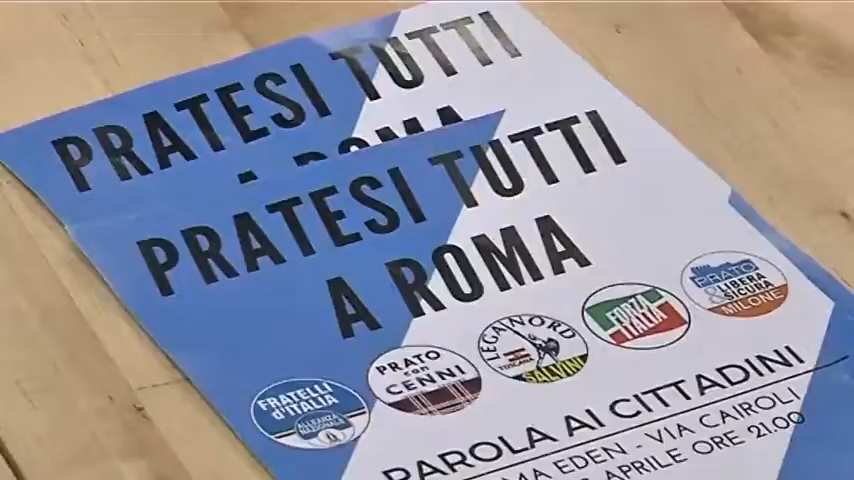 PRATESI TUTTI
A ROMA
PRATESI TUTTI
A ROMA
FRATELLI
d'ITALIA
ALLEANZA
NAZIONALE
PRATO
con
CENNI
LEGA NORD
TOSCANA
SALVINI
FORZA
ITALIA
PRATO
LIBERA
& SICURA
MILONE
PAROLA AI CITTADINI
EDEN - VIA CAIROLI
APRILE ORE 21.00